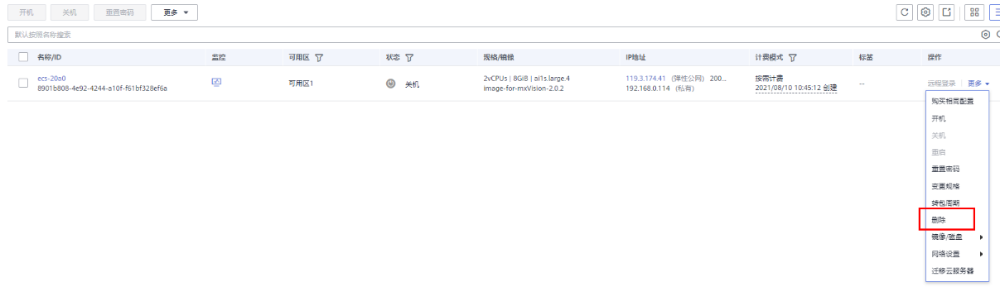 开机 关机 重置密码 更多
默认按照名称搜索
名称/ID 监控 可用区 状态 规格/镜像 IP地址 计费模式 标签 操作
ecs-20a0 2vCPUs | 8GiB | ai1s.large.4 119.3.174.41 (弹性公网) 200... 按需计费
可用区1 关机 -- 远程登录 更多
8901b808-4e92-4244-a10f-f61bf328ef6a image-for-mxVision-2.0.2 192.168.0.114 (私有) 2021/08/10 10:45:12 创建
购买相同配置
开机
关机
重启
重置密码
变更规格
转包周期
删除
镜像/磁盘
网络设置
迁移云服务器